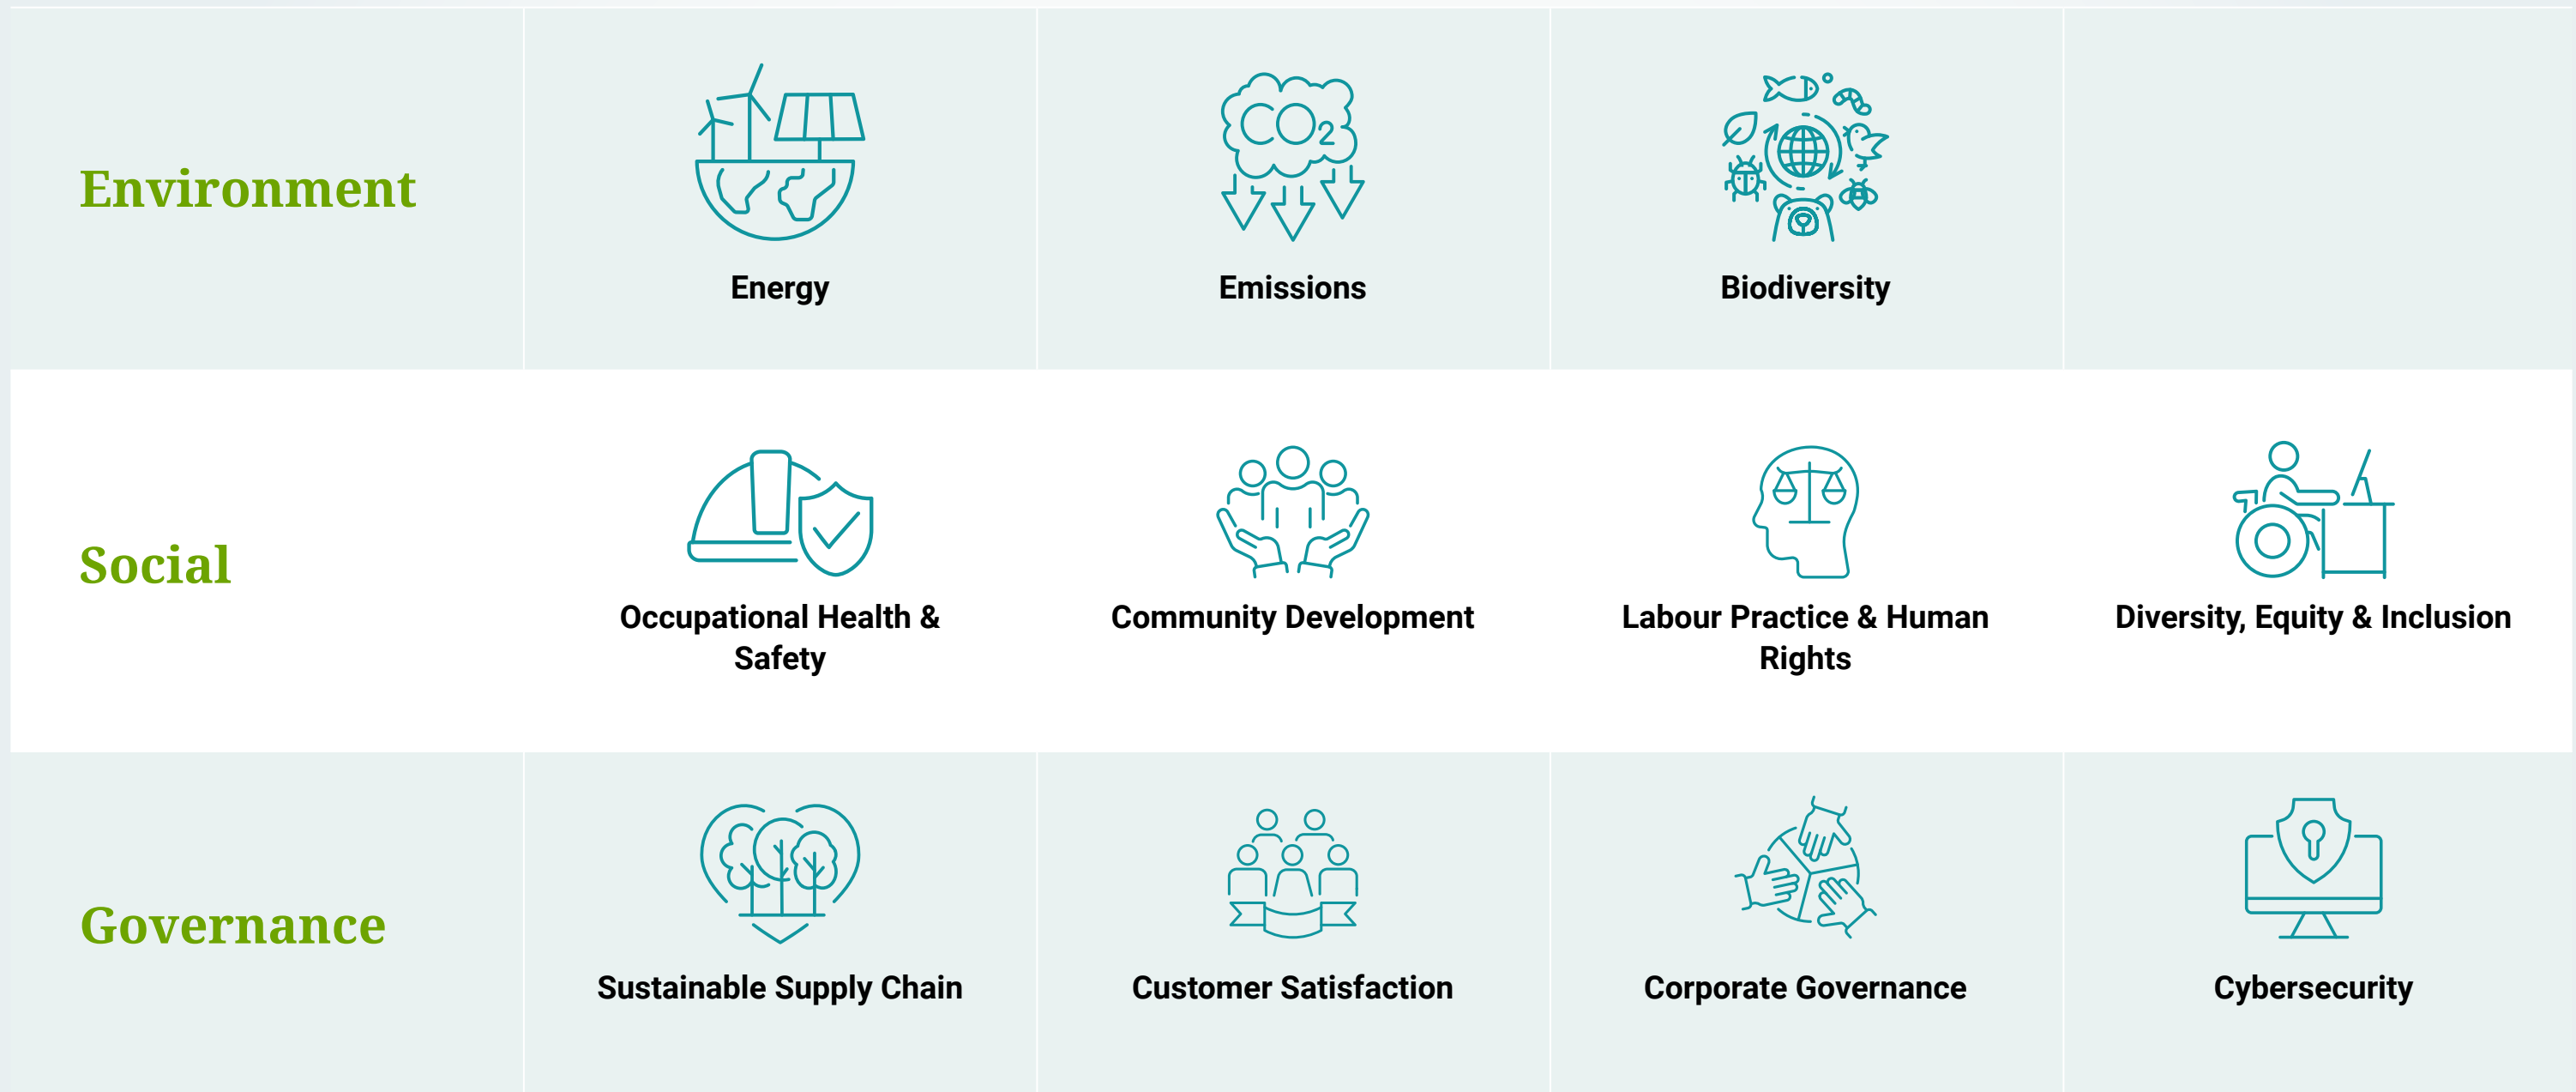 Environment
CO2
Energy
Emissions
Biodiversity
Social
Occupational Health &
Safety
Community Development
Labour Practice & Human
Rights
Diversity, Equity & Inclusion
Governance
Sustainable Supply Chain
Customer Satisfaction
Corporate Governance
Cybersecurity